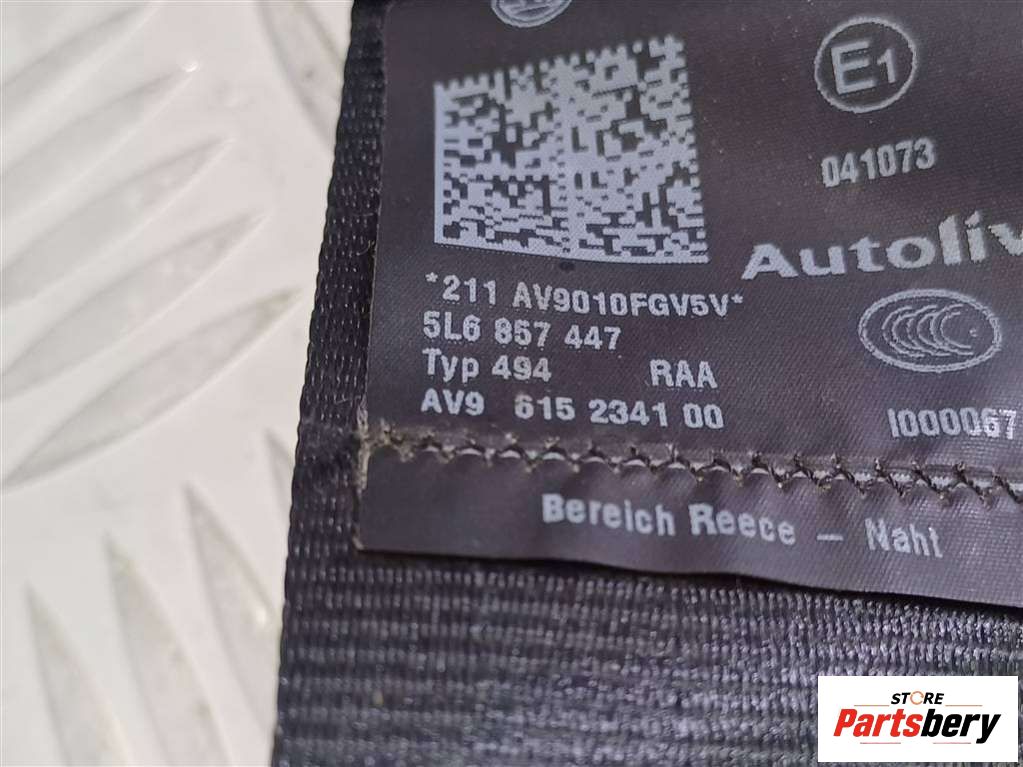 E1
041073
Autoliv
*211 AV9010FGV5V*
5L6 857 447
Typ 494 RAA
AV9 615 2341 00
I000067
Bereich Reece – Naht
STORE
Partsbery